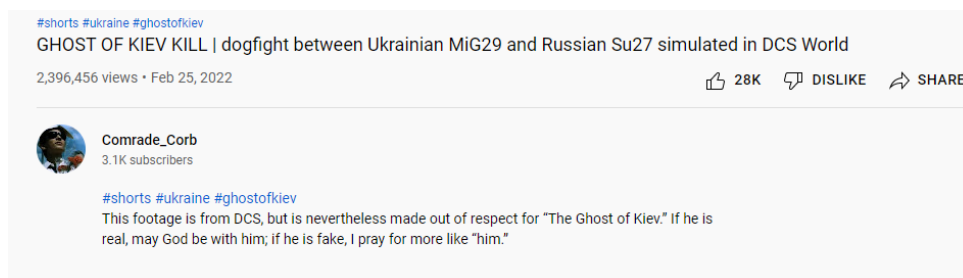 #shorts #ukraine #ghostofkiev
GHOST OF KIEV KILL | dogfight between Ukrainian MiG29 and Russian Su27 simulated in DCS World
2,396,456 views • Feb 25, 2022
28K DISLIKE SHARE
Comrade_Corb
3.1K subscribers
#shorts #ukraine #ghostofkiev
This footage is from DCS, but is nevertheless made out of respect for “The Ghost of Kiev.” If he is
real, may God be with him; if he is fake, I pray for more like “him.”